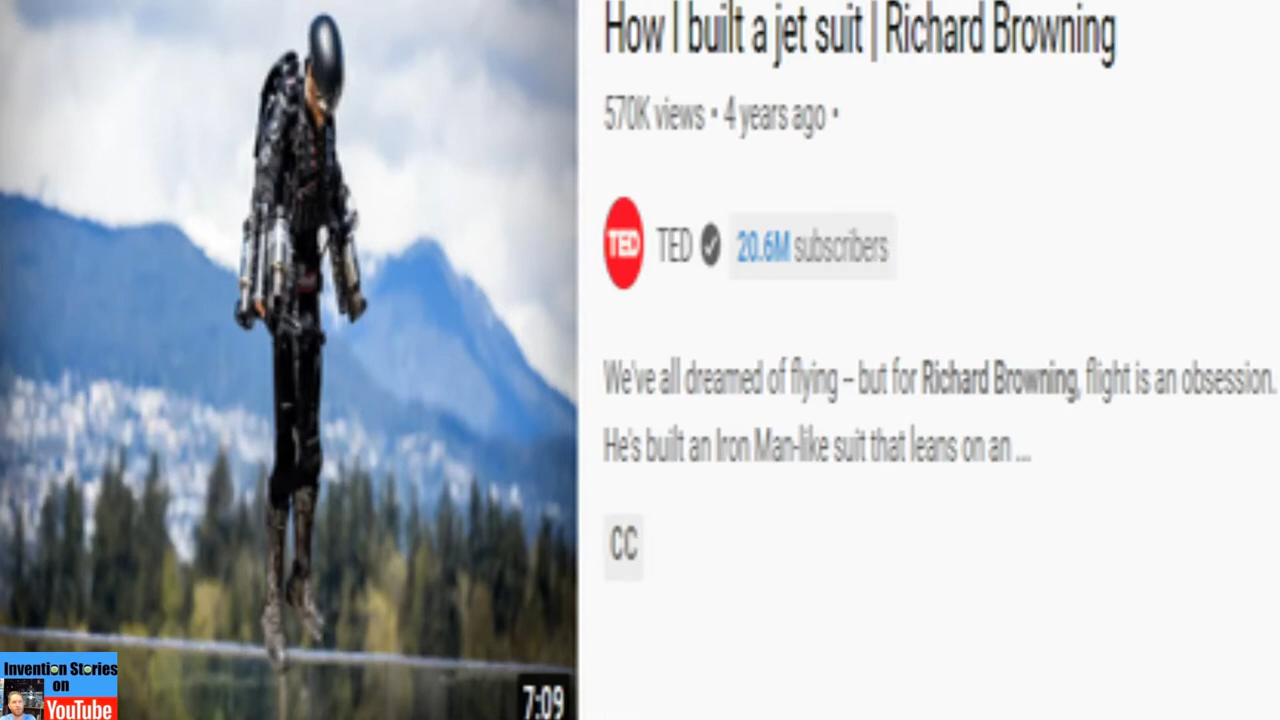 How I built a jet suit | Richard Browning
570K views • 4 years ago •
TED
TED 20.6M subscribers
We've all dreamed of flying – but for Richard Browning, flight is an obsession.
He's built an Iron Man-like suit that leans on an ...
CC
7:09
Invention Stories
on
YouTube